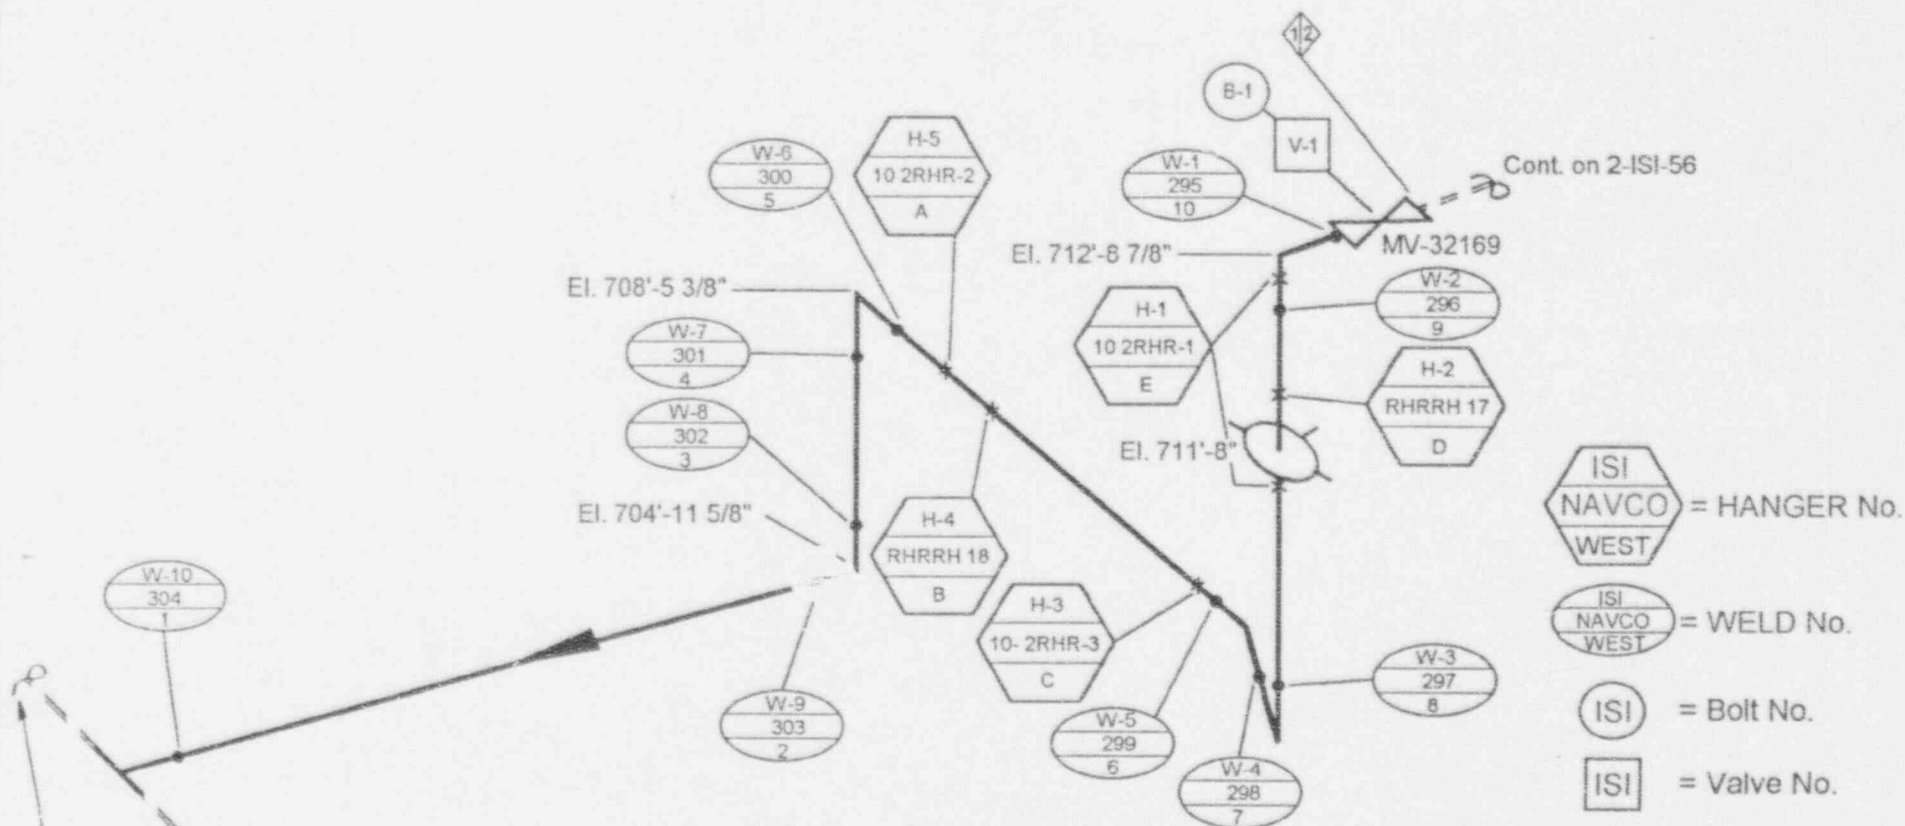 1 2
B-1
V-1
Cont. on 2-ISI-56
W-1
295
10
MV-32169
El. 712'-8 7/8"
H-5
10 2RHR-2
A
W-6
300
5
El. 708'-5 3/8"
W-7
301
4
W-8
302
3
El. 704'-11 5/8"
H-1
10 2RHR-1
E
W-2
296
9
H-2
RHRRH 17
D
El. 711'-8"
H-4
RHRRH 18
B
H-3
10- 2RHR-3
C
W-10
304
1
W-9
303
2
W-5
299
6
W-4
298
7
W-3
297
8
ISI
NAVCO
WEST
= HANGER No.
ISI
NAVCO
WEST
= WELD No.
ISI
= Bolt No.
ISI
= Valve No.